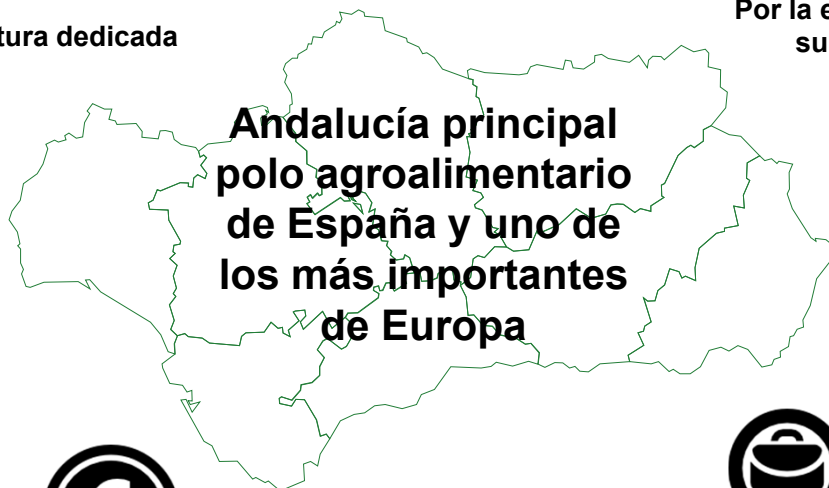 Por la e
tura dedicada
su
Andalucía principal
polo agroalimentario
de España y uno de
los más importantes
de Europa